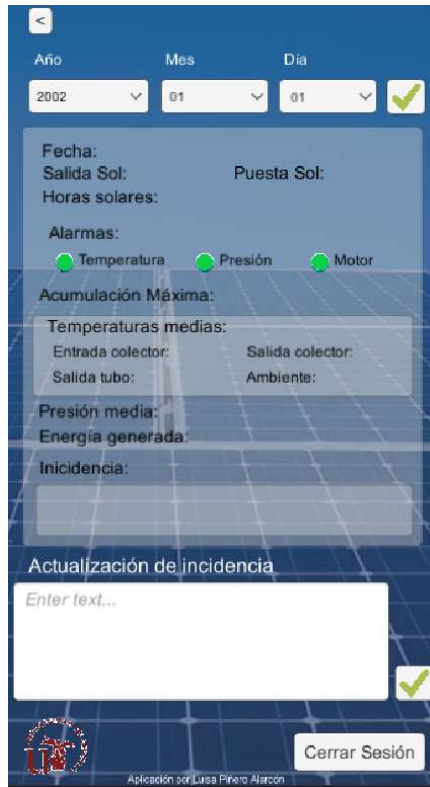 <
Año Mes Día
2002 01 01
Fecha:
Salida Sol: Puesta Sol:
Horas solares:
Alarmas:
Temperatura Presión Motor
Acumulación Máxima:
Temperaturas medias:
Entrada colector: Salida colector:
Salida tubo: Ambiente:
Presión media:
Energía generada:
Inicidencia:
Actualización de incidencia
Enter text...
Cerrar Sesión
Aplicación por Luisa Piñero Alarcón